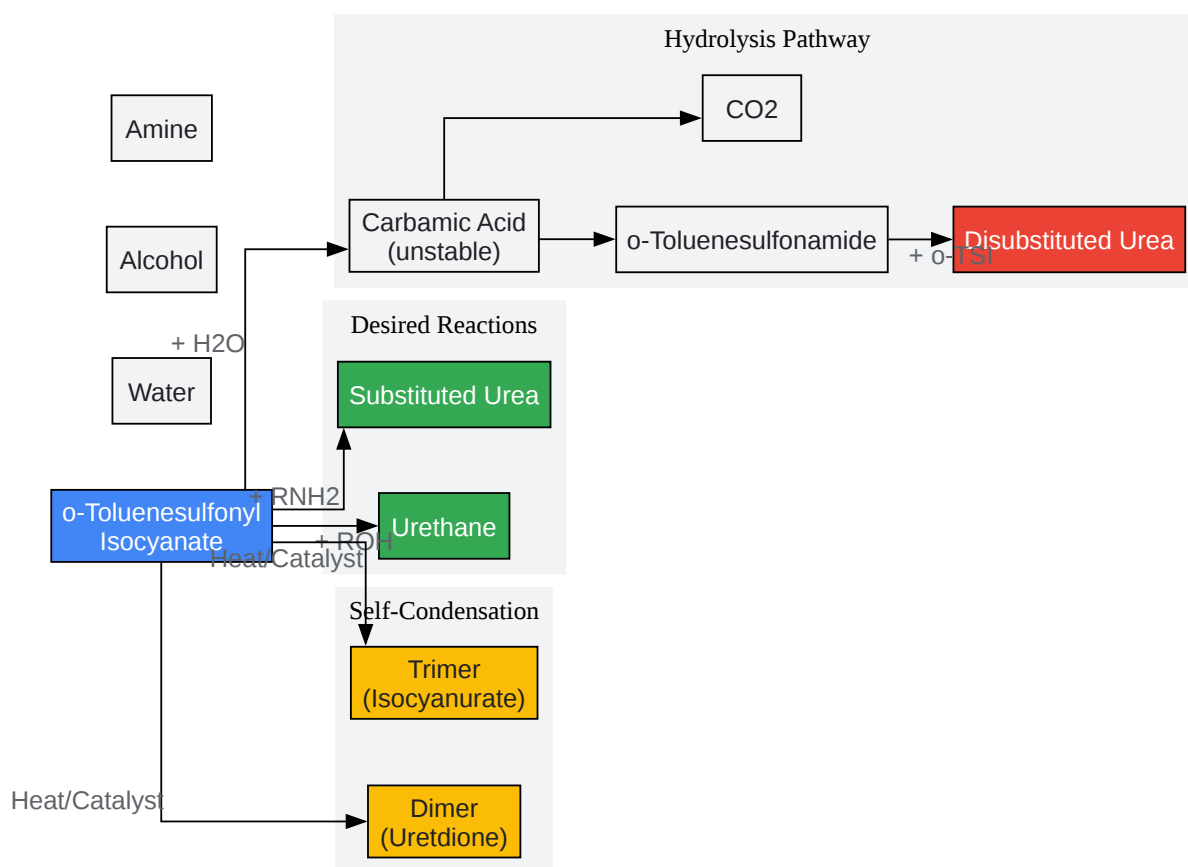 Hydrolysis Pathway
CO2
Amine
Carbamic Acid
(unstable)
o-Toluenesulfonamide
Disubstituted Urea
+ o-TSI
Alcohol
+ H2O
Desired Reactions
Substituted Urea
Water
+ RNH2
o-Toluenesulfonyl
Isocyanate
Urethane
+ ROH
Heat/Catalyst
Self-Condensation
Trimer
(Isocyanurate)
Heat/Catalyst
Dimer
(Uretdione)